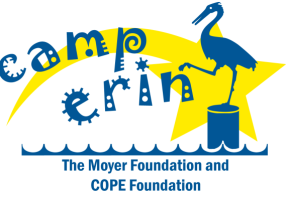 camp
erin
The Moyer Foundation and
COPE Foundation